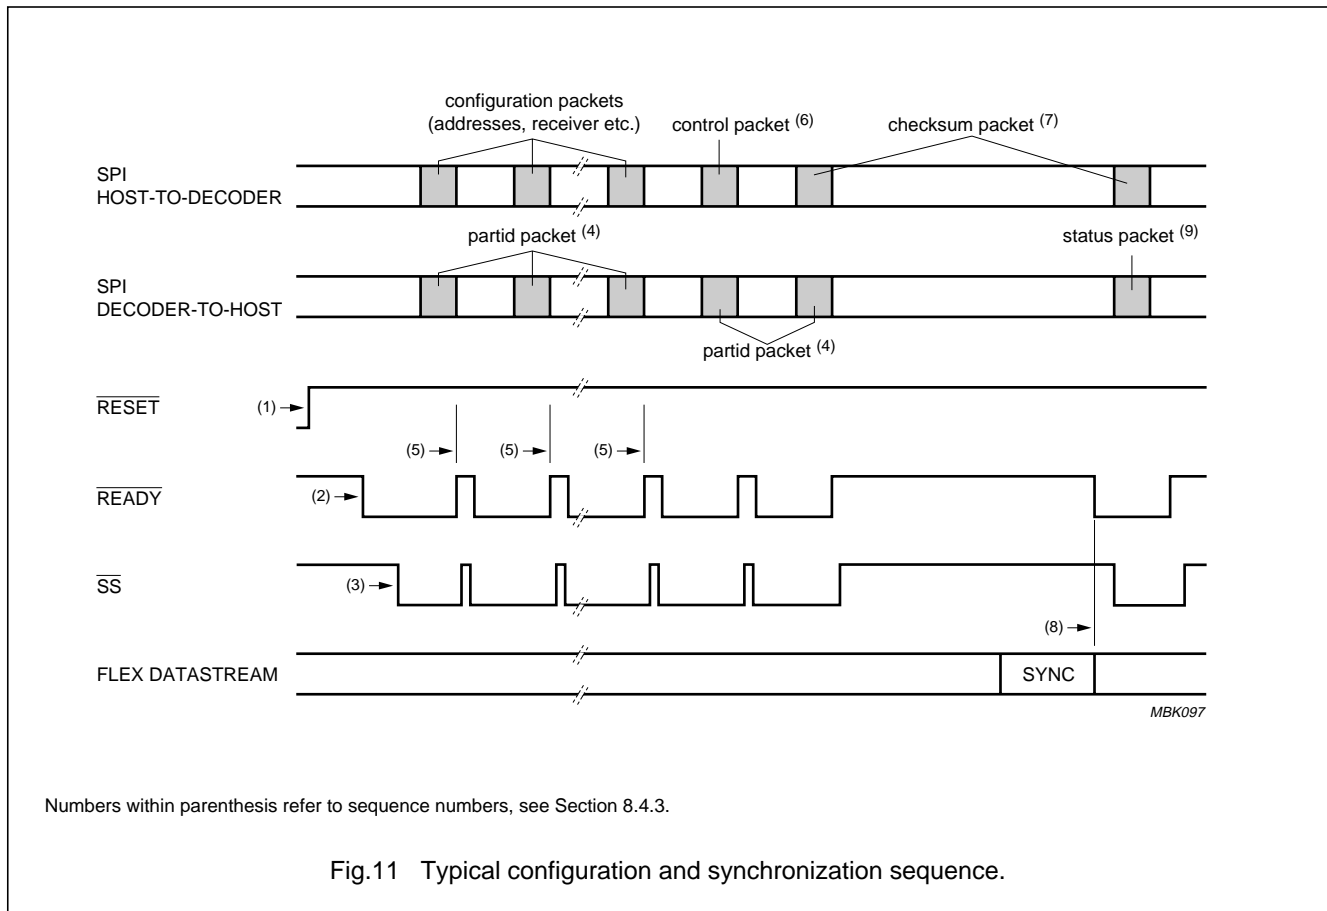 configuration packets
(addresses, receiver etc.)
control packet (6)
checksum packet (7)
SPI
HOST-TO-DECODER
partid packet (4)
status packet (9)
SPI
DECODER-TO-HOST
partid packet (4)
RESET
(1)
(5)
(5)
(5)
READY
(2)
SS
(3)
(8)
FLEX DATASTREAM
SYNC
MBK097
Numbers within parenthesis refer to sequence numbers, see Section 8.4.3.
Fig.11 Typical configuration and synchronization sequence.